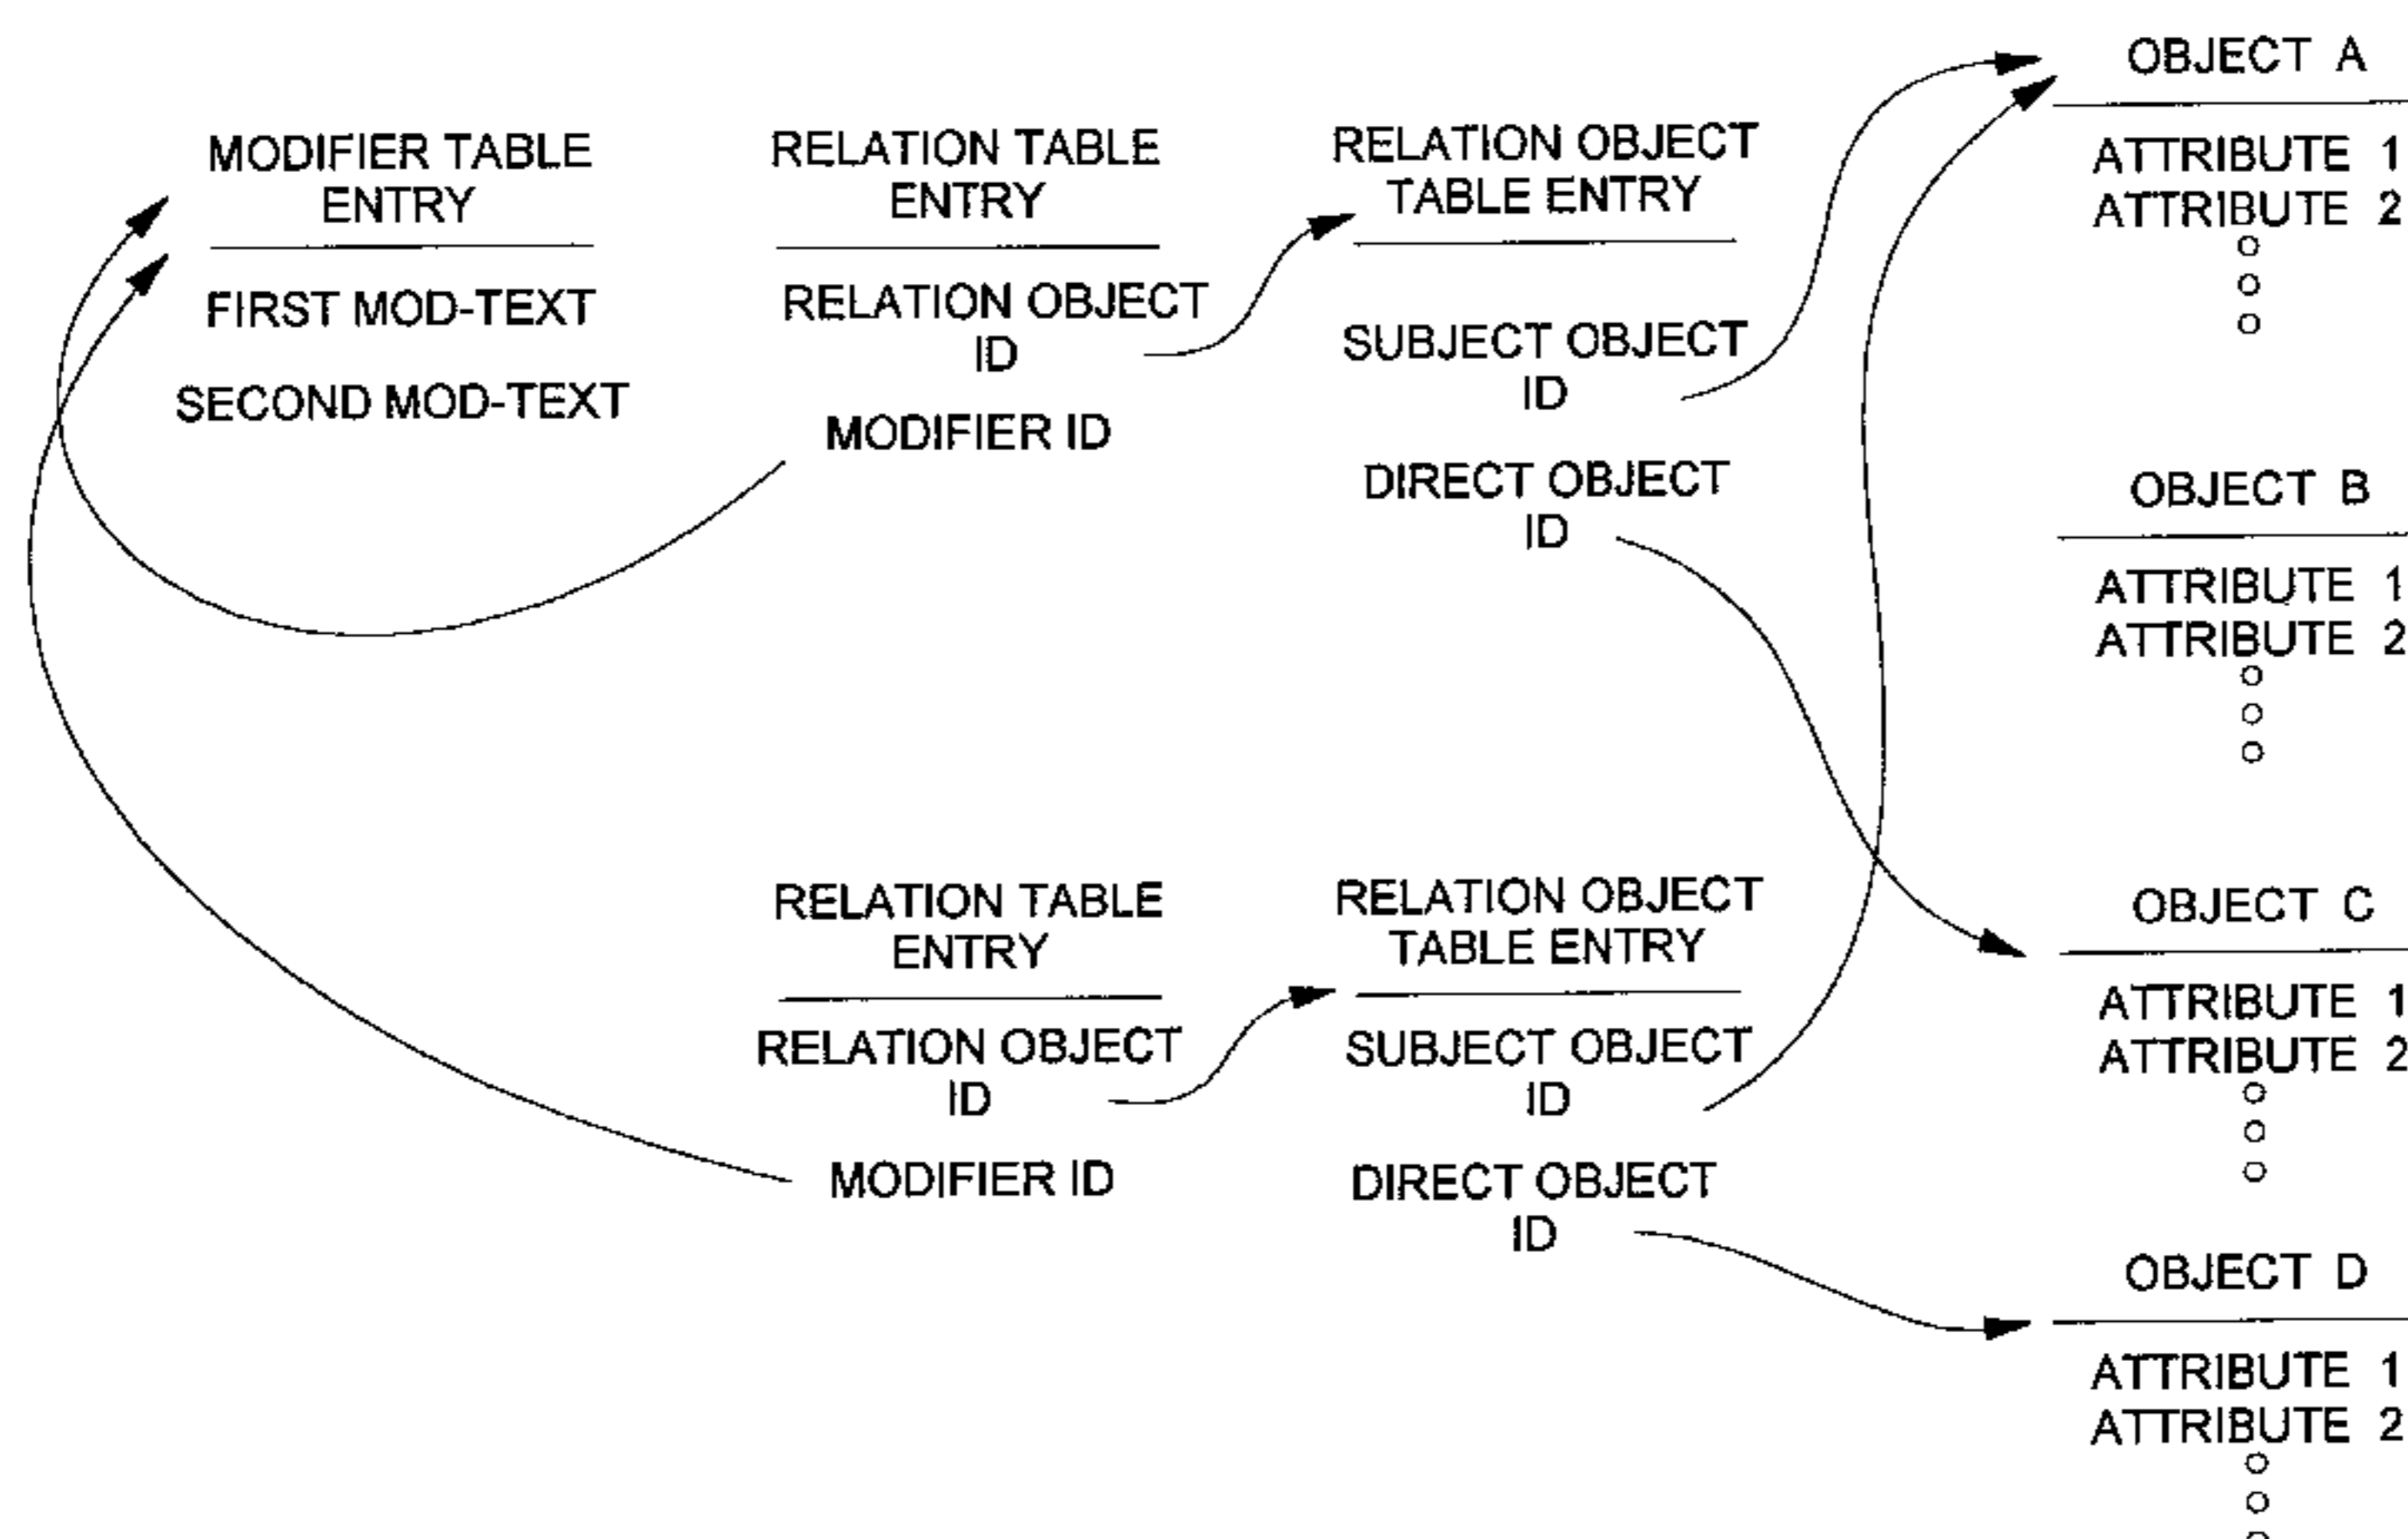 MODIFIER TABLE
ENTRY
FIRST MOD-TEXT
SECOND MOD-TEXT
RELATION TABLE
ENTRY
RELATION OBJECT
ID
MODIFIER ID
RELATION OBJECT
TABLE ENTRY
SUBJECT OBJECT
ID
DIRECT OBJECT
ID
OBJECT A
ATTRIBUTE 1
ATTRIBUTE 2
OBJECT B
ATTRIBUTE 1
ATTRIBUTE 2
RELATION TABLE
ENTRY
RELATION OBJECT
ID
MODIFIER ID
RELATION OBJECT
TABLE ENTRY
SUBJECT OBJECT
ID
DIRECT OBJECT
ID
OBJECT C
ATTRIBUTE 1
ATTRIBUTE 2
OBJECT D
ATTRIBUTE 1
ATTRIBUTE 2